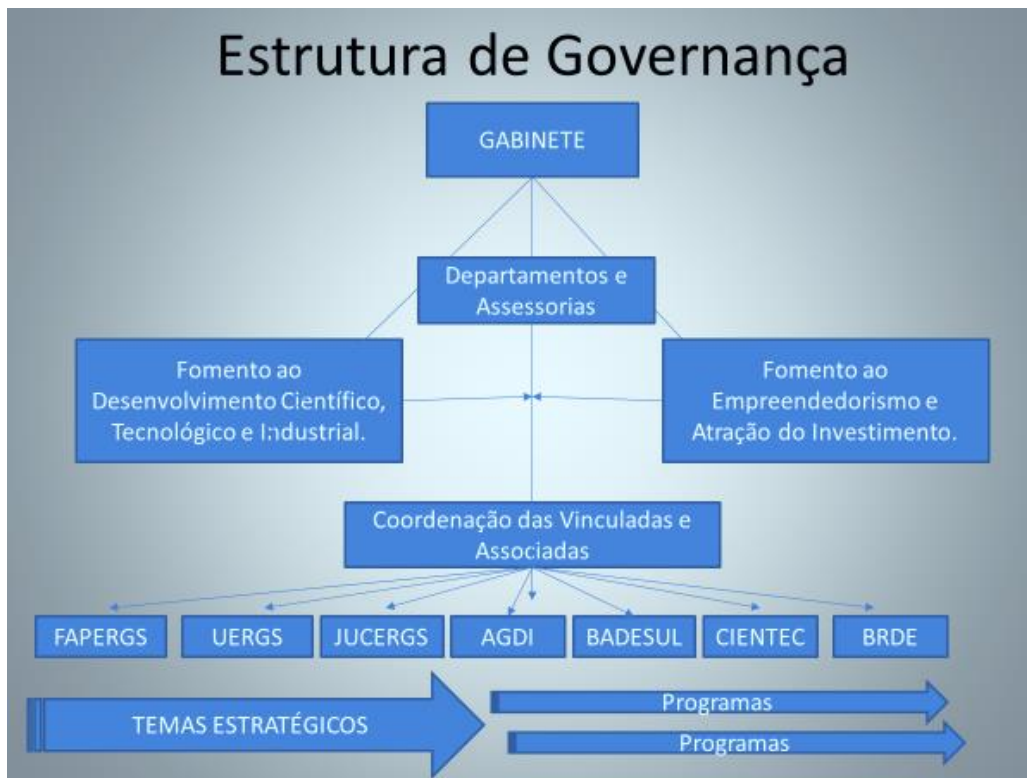 Estrutura de Governança
GABINETE
Departamentos e
Assessorias
Fomento ao
Desenvolvimento Científico,
Tecnológico e Industrial.
Fomento ao
Empreendedorismo e
Atração do Investimento.
Coordenação das Vinculadas e
Associadas
FAPERGS
UERGS
JUCERGS
AGDI
BADESUL
CIENTEC
BRDE
TEMAS ESTRATÉGICOS
Programas
Programas